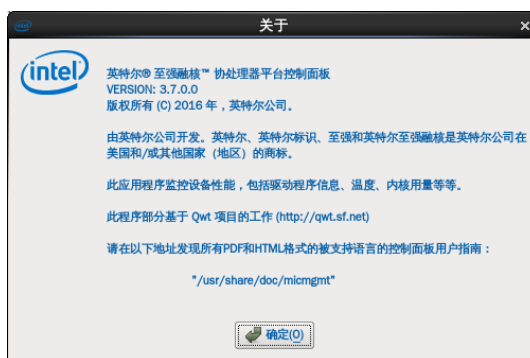 关于
intel
英特尔® 至强融核™ 协处理器平台控制面板
VERSION: 3.7.0.0
版权所有 (C) 2016 年，英特尔公司。
由英特尔公司开发。英特尔、英特尔标识、至强和英特尔至强融核是英特尔公司在
美国和/或其他国家（地区）的商标。
此应用程序监控设备性能，包括驱动程序信息、温度、内核用量等等。
此程序部分基于 Qwt 项目的工作 (http://qwt.sf.net)
请在以下地址发现所有PDF和HTML格式的被支持语言的控制面板用户指南：
"/usr/share/doc/micmgmt"
确定(O)